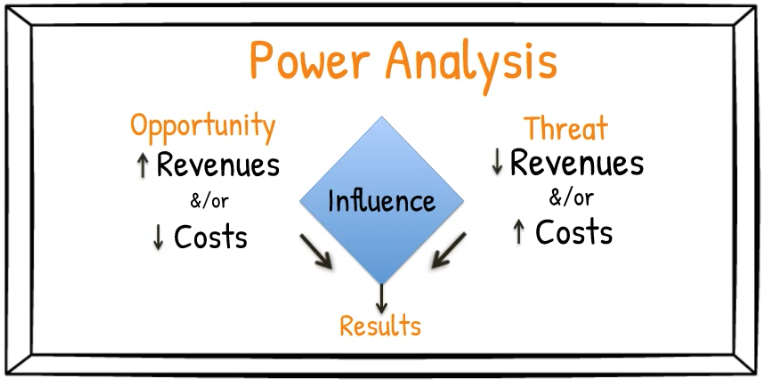 Power Analysis
Opportunity
↑ Revenues
&/or
↓ Costs
Influence
Threat
↓ Revenues
&/or
↑ Costs
Results